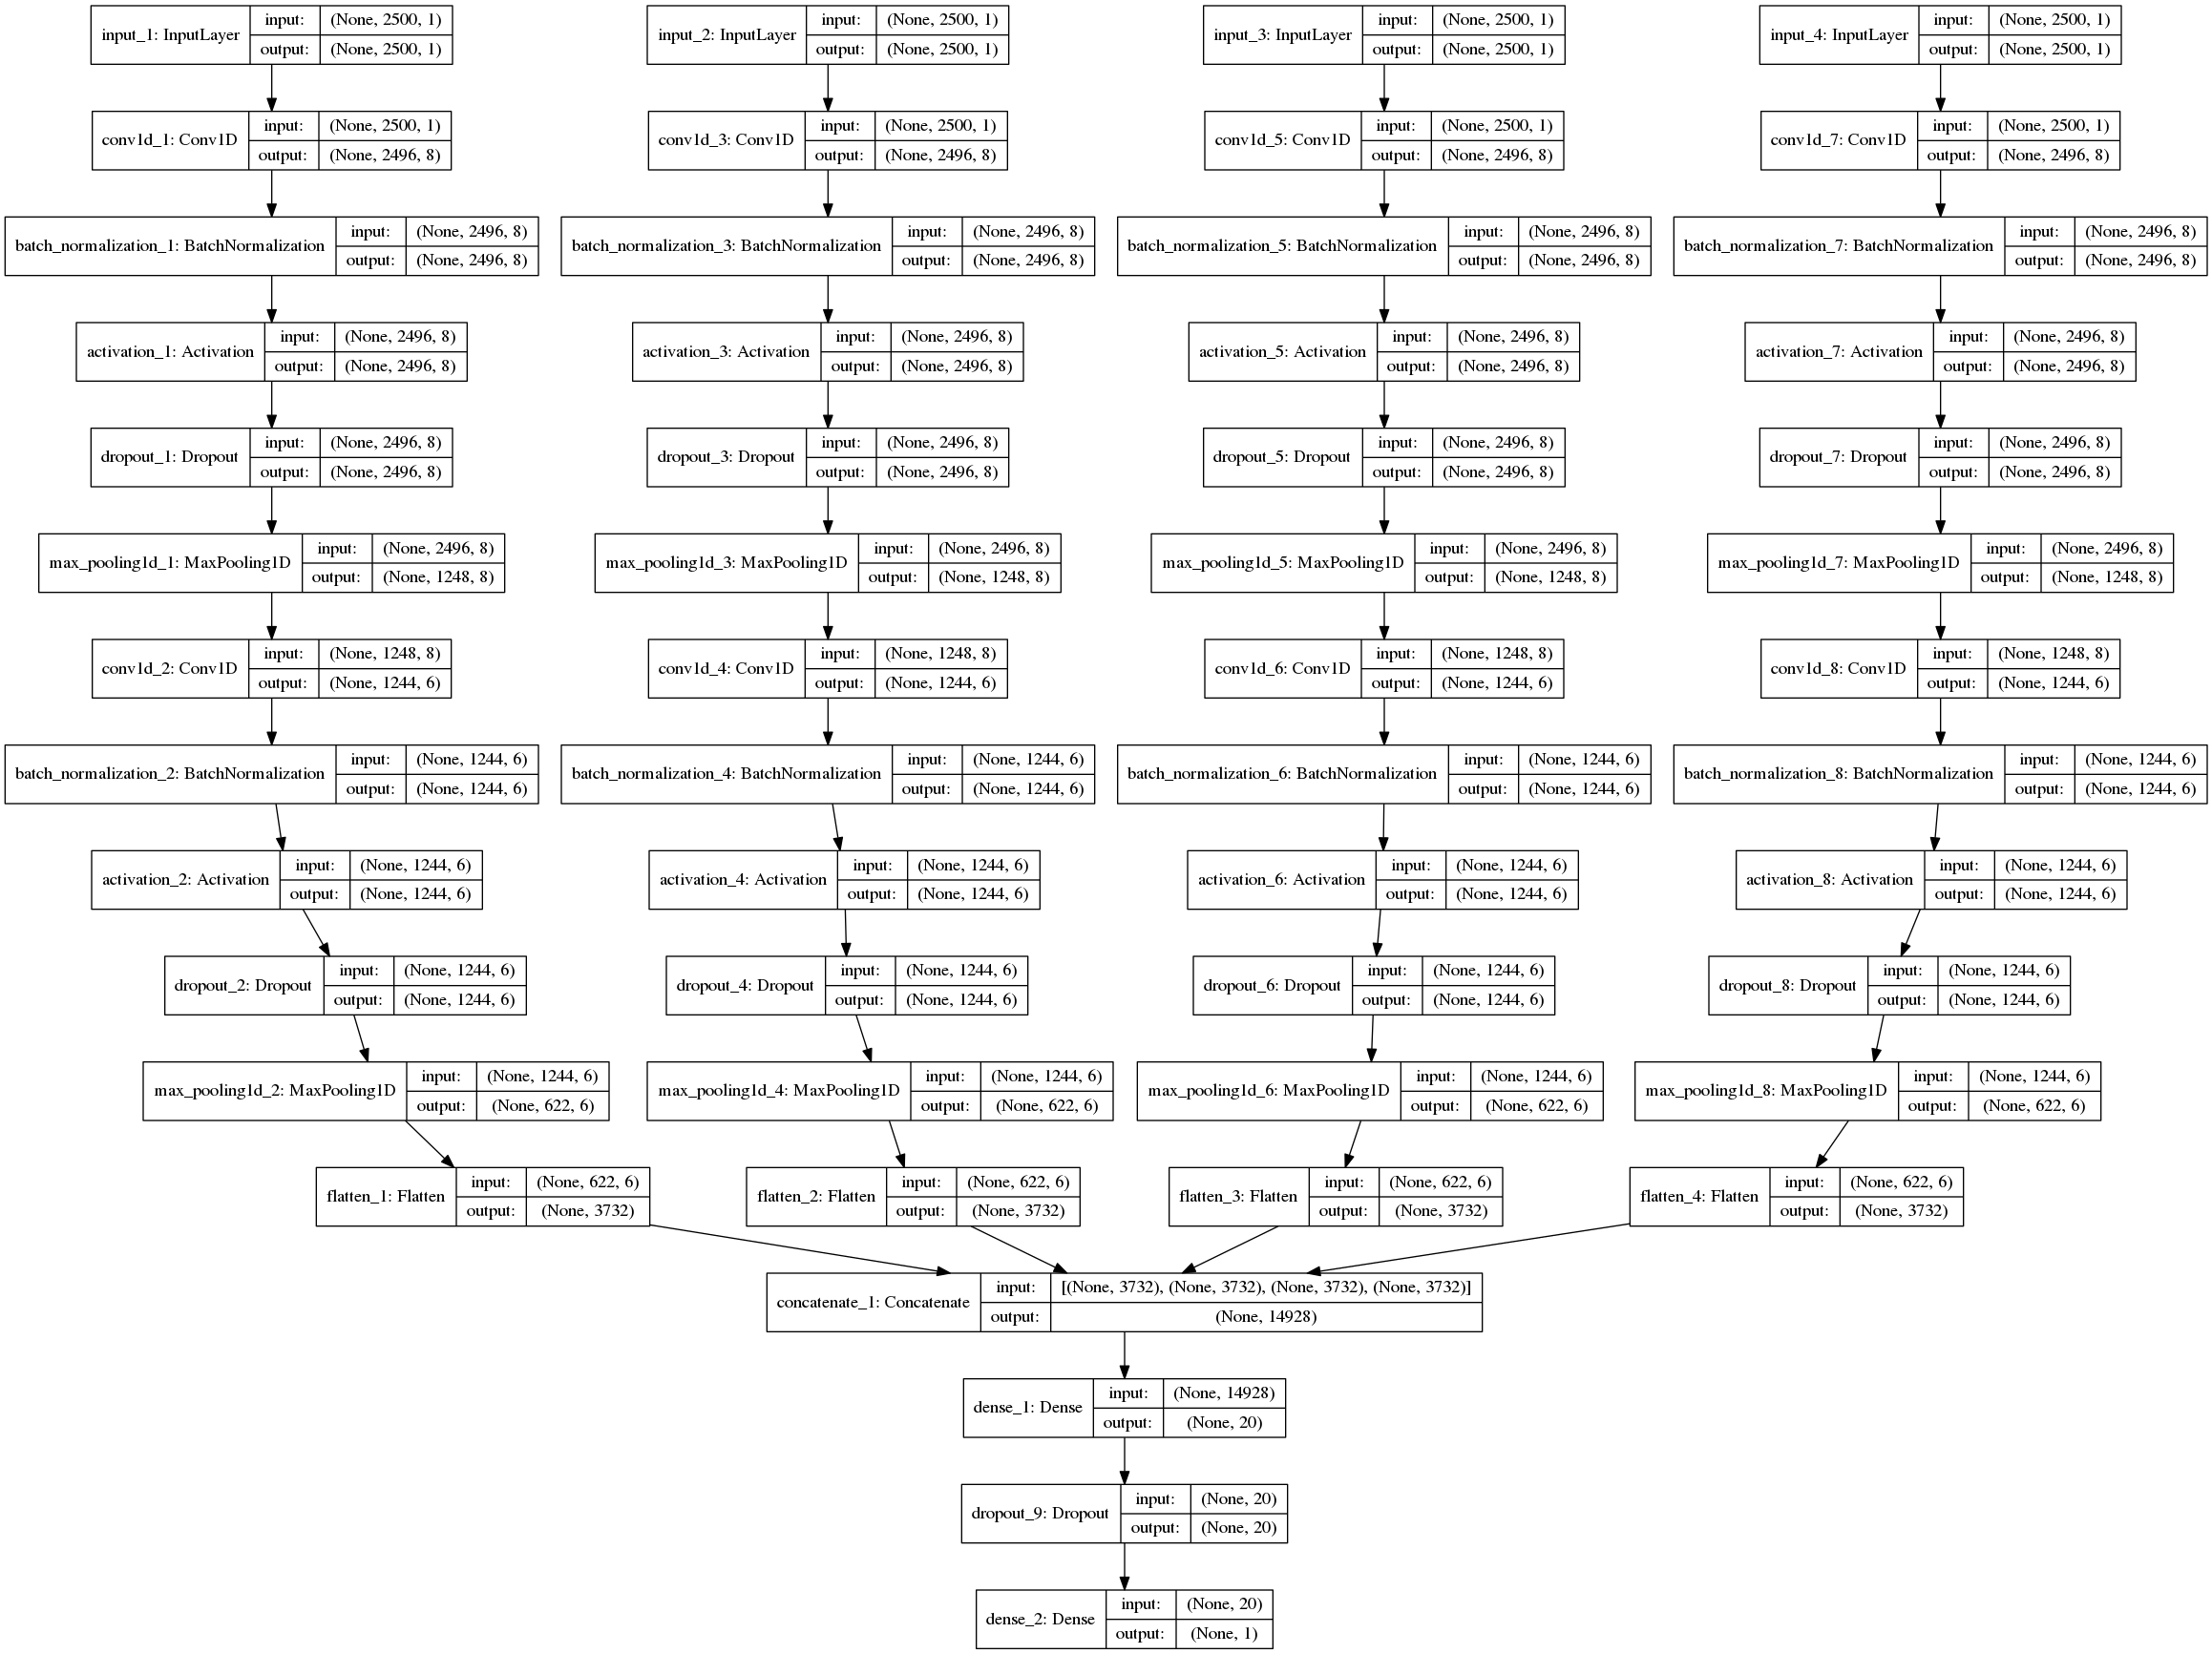 input_1: InputLayer input: (None, 2500, 1) output: (None, 2500, 1)
input_2: InputLayer input: (None, 2500, 1) output: (None, 2500, 1)
input_3: InputLayer input: (None, 2500, 1) output: (None, 2500, 1)
input_4: InputLayer input: (None, 2500, 1) output: (None, 2500, 1)
conv1d_1: Conv1D input: (None, 2500, 1) output: (None, 2496, 8)
conv1d_3: Conv1D input: (None, 2500, 1) output: (None, 2496, 8)
conv1d_5: Conv1D input: (None, 2500, 1) output: (None, 2496, 8)
conv1d_7: Conv1D input: (None, 2500, 1) output: (None, 2496, 8)
batch_normalization_1: BatchNormalization input: (None, 2496, 8) output: (None, 2496, 8)
batch_normalization_3: BatchNormalization input: (None, 2496, 8) output: (None, 2496, 8)
batch_normalization_5: BatchNormalization input: (None, 2496, 8) output: (None, 2496, 8)
batch_normalization_7: BatchNormalization input: (None, 2496, 8) output: (None, 2496, 8)
activation_1: Activation input: (None, 2496, 8) output: (None, 2496, 8)
activation_3: Activation input: (None, 2496, 8) output: (None, 2496, 8)
activation_5: Activation input: (None, 2496, 8) output: (None, 2496, 8)
activation_7: Activation input: (None, 2496, 8) output: (None, 2496, 8)
dropout_1: Dropout input: (None, 2496, 8) output: (None, 2496, 8)
dropout_3: Dropout input: (None, 2496, 8) output: (None, 2496, 8)
dropout_5: Dropout input: (None, 2496, 8) output: (None, 2496, 8)
dropout_7: Dropout input: (None, 2496, 8) output: (None, 2496, 8)
max_pooling1d_1: MaxPooling1D input: (None, 2496, 8) output: (None, 1248, 8)
max_pooling1d_3: MaxPooling1D input: (None, 2496, 8) output: (None, 1248, 8)
max_pooling1d_5: MaxPooling1D input: (None, 2496, 8) output: (None, 1248, 8)
max_pooling1d_7: MaxPooling1D input: (None, 2496, 8) output: (None, 1248, 8)
conv1d_2: Conv1D input: (None, 1248, 8) output: (None, 1244, 6)
conv1d_4: Conv1D input: (None, 1248, 8) output: (None, 1244, 6)
conv1d_6: Conv1D input: (None, 1248, 8) output: (None, 1244, 6)
conv1d_8: Conv1D input: (None, 1248, 8) output: (None, 1244, 6)
batch_normalization_2: BatchNormalization input: (None, 1244, 6) output: (None, 1244, 6)
batch_normalization_4: BatchNormalization input: (None, 1244, 6) output: (None, 1244, 6)
batch_normalization_6: BatchNormalization input: (None, 1244, 6) output: (None, 1244, 6)
batch_normalization_8: BatchNormalization input: (None, 1244, 6) output: (None, 1244, 6)
activation_2: Activation input: (None, 1244, 6) output: (None, 1244, 6)
activation_4: Activation input: (None, 1244, 6) output: (None, 1244, 6)
activation_6: Activation input: (None, 1244, 6) output: (None, 1244, 6)
activation_8: Activation input: (None, 1244, 6) output: (None, 1244, 6)
dropout_2: Dropout input: (None, 1244, 6) output: (None, 1244, 6)
dropout_4: Dropout input: (None, 1244, 6) output: (None, 1244, 6)
dropout_6: Dropout input: (None, 1244, 6) output: (None, 1244, 6)
dropout_8: Dropout input: (None, 1244, 6) output: (None, 1244, 6)
max_pooling1d_2: MaxPooling1D input: (None, 1244, 6) output: (None, 622, 6)
max_pooling1d_4: MaxPooling1D input: (None, 1244, 6) output: (None, 622, 6)
max_pooling1d_6: MaxPooling1D input: (None, 1244, 6) output: (None, 622, 6)
max_pooling1d_8: MaxPooling1D input: (None, 1244, 6) output: (None, 622, 6)
flatten_1: Flatten input: (None, 622, 6) output: (None, 3732)
flatten_2: Flatten input: (None, 622, 6) output: (None, 3732)
flatten_3: Flatten input: (None, 622, 6) output: (None, 3732)
flatten_4: Flatten input: (None, 622, 6) output: (None, 3732)
concatenate_1: Concatenate input: [(None, 3732), (None, 3732), (None, 3732), (None, 3732)] output: (None, 14928)
dense_1: Dense input: (None, 14928) output: (None, 20)
dropout_9: Dropout input: (None, 20) output: (None, 20)
dense_2: Dense input: (None, 20) output: (None, 1)